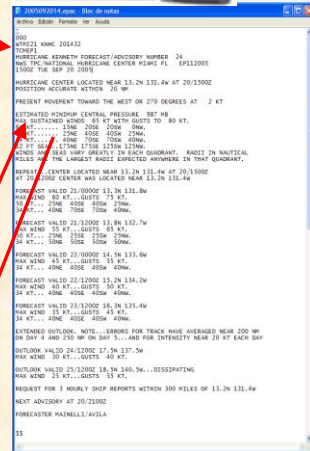 2005092014.epac - Bloc de notas
Archivo Edición Formato Ver Ayuda
000
WTPZ21 KNHC 201432
TCMEP1
HURRICANE KENNETH FORECAST/ADVISORY NUMBER 24
NWS TPC/NATIONAL HURRICANE CENTER MIAMI FL EP112005
1500Z TUE SEP 20 2005
HURRICANE CENTER LOCATED NEAR 13.2N 131.4W AT 20/1500Z
POSITION ACCURATE WITHIN 20 NM
PRESENT MOVEMENT TOWARD THE WEST OR 270 DEGREES AT 2 KT
ESTIMATED MINIMUM CENTRAL PRESSURE 987 MB
MAX SUSTAINED WINDS 65 KT WITH GUSTS TO 80 KT.
KT....... 15NE 20SE 20SW 0NW.
KT....... 25NE 40SE 40SW 25NW.
KT....... 40NE 70SE 70SW 40NW.
12 FT SEAS..175NE 175SE 125SW 125NW.
WINDS AND SEAS VARY GREATLY IN EACH QUADRANT. RADII IN NAUTICAL
MILES ARE THE LARGEST RADII EXPECTED ANYWHERE IN THAT QUADRANT.
REPEAT...CENTER LOCATED NEAR 13.2N 131.4W AT 20/1500Z
AT 20/1200Z CENTER WAS LOCATED NEAR 13.2N 131.4W
FORECAST VALID 21/0000Z 13.3N 131.8W
MAX WIND 60 KT...GUSTS 75 KT.
50 KT... 25NE 40SE 40SW 25NW.
34 KT... 40NE 70SE 70SW 40NW.
FORECAST VALID 21/1200Z 13.8N 132.7W
MAX WIND 55 KT...GUSTS 65 KT.
KT... 25NE 25SE 25SW 25NW.
34 KT... 50NE 50SE 50SW 50NW.
FORECAST VALID 22/0000Z 14.5N 133.6W
MAX WIND 45 KT...GUSTS 55 KT.
34 KT... 40NE 40SE 40SW 40NW.
FORECAST VALID 22/1200Z 15.2N 134.2W
MAX WIND 40 KT...GUSTS 50 KT.
34 KT... 40NE 40SE 40SW 40NW.
FORECAST VALID 23/1200Z 16.3N 135.4W
MAX WIND 35 KT...GUSTS 45 KT.
34 KT... 40NE 40SE 40SW 40NW.
EXTENDED OUTLOOK. NOTE...ERRORS FOR TRACK HAVE AVERAGED NEAR 200 NM
ON DAY 4 AND 250 NM ON DAY 5...AND FOR INTENSITY NEAR 20 KT EACH DAY
OUTLOOK VALID 24/1200Z 17.5N 137.5W
MAX WIND 30 KT...GUSTS 40 KT.
OUTLOOK VALID 25/1200Z 18.5N 140.5W...DISSIPATING
MAX WIND 25 KT...GUSTS 35 KT.
REQUEST FOR 3 HOURLY SHIP REPORTS WITHIN 300 MILES OF 13.2N 131.4W
NEXT ADVISORY AT 20/2100Z
FORECASTER MAINELLI/AVILA
$$